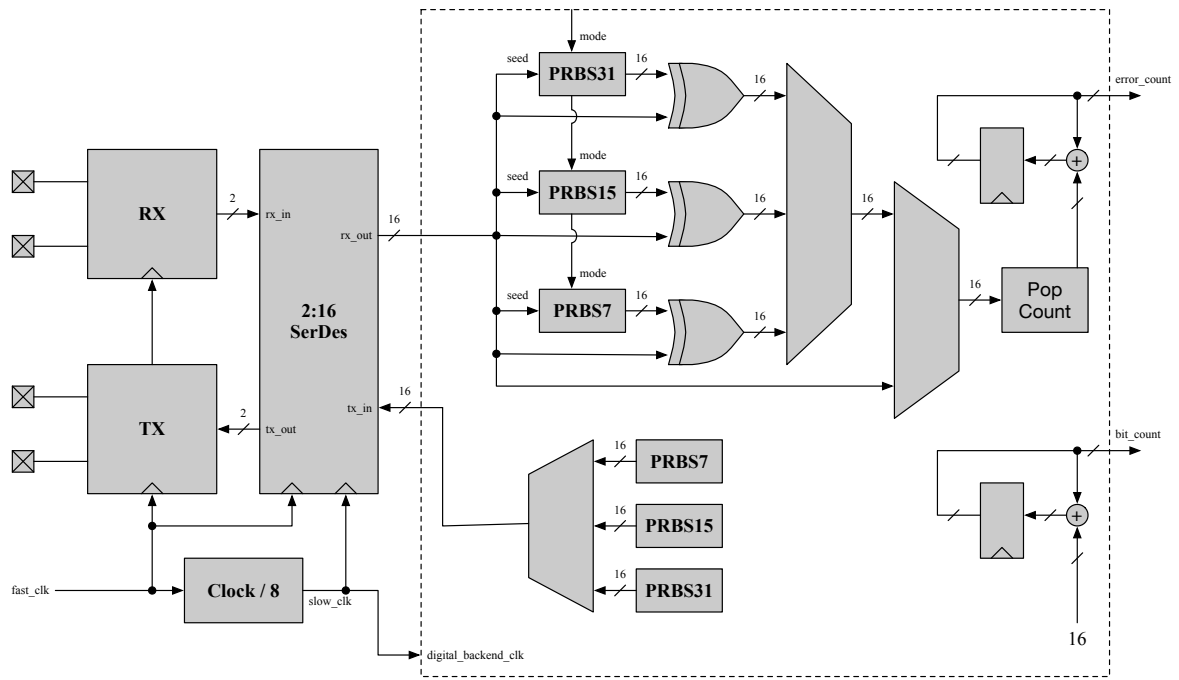 mode
seed
PRBS31
16
16
error_count
mode
seed
PRBS15
16
16
16
RX
2
rx_in
rx_out
16
2:16
SerDes
mode
seed
PRBS7
16
16
16
Pop
Count
TX
2
tx_out
tx_in
16
bit_count
16
PRBS7
16
PRBS15
16
PRBS31
fast_clk
Clock / 8
slow_clk
digital_backend_clk
16